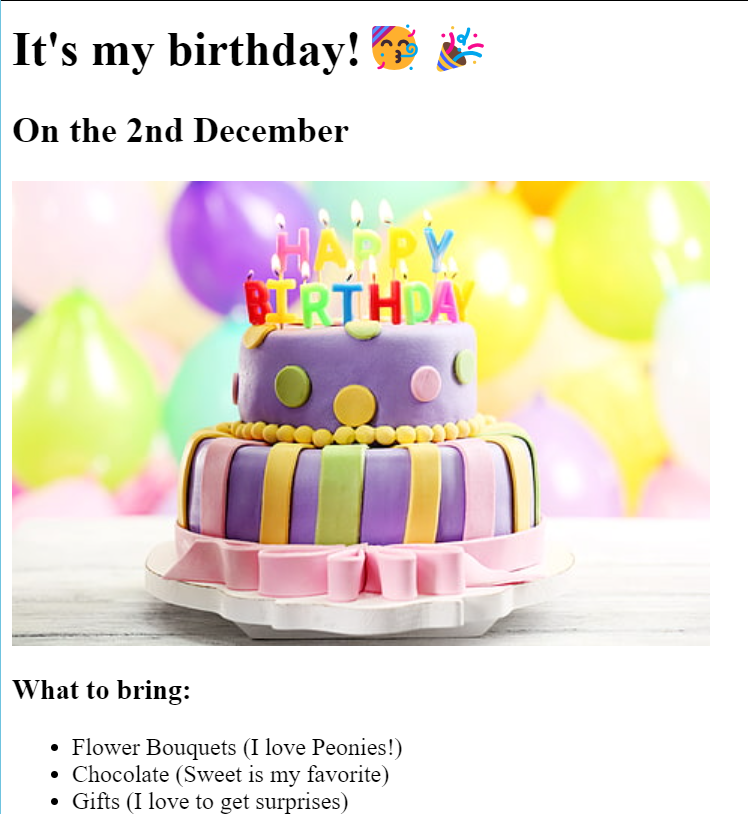 It's my birthday! 🥳 🎉
On the 2nd December
HAPPY
BIRTHDAY
What to bring:
• Flower Bouquets (I love Peonies!)
• Chocolate (Sweet is my favorite)
• Gifts (I love to get surprises)